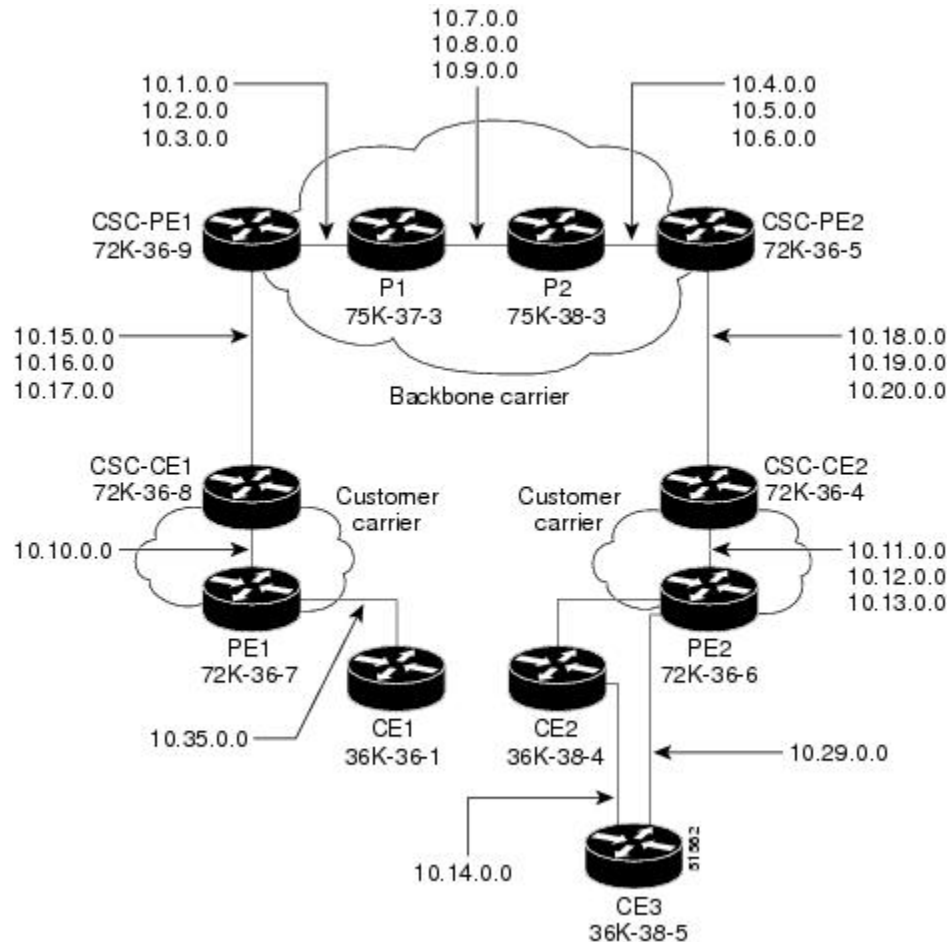 10.7.0.0
10.8.0.0
10.9.0.0
10.1.0.0
10.2.0.0
10.3.0.0
10.4.0.0
10.5.0.0
10.6.0.0
CSC-PE1
72K-36-9
P1
75K-37-3
P2
75K-38-3
CSC-PE2
72K-36-5
10.15.0.0
10.16.0.0
10.17.0.0
Backbone carrier
10.18.0.0
10.19.0.0
10.20.0.0
CSC-CE1
72K-36-8
Customer
carrier
Customer
carrier
CSC-CE2
72K-36-4
10.10.0.0
10.11.0.0
10.12.0.0
10.13.0.0
PE1
72K-36-7
PE2
72K-36-6
10.35.0.0
CE1
36K-36-1
CE2
36K-38-4
10.29.0.0
10.14.0.0
51562
CE3
36K-38-5